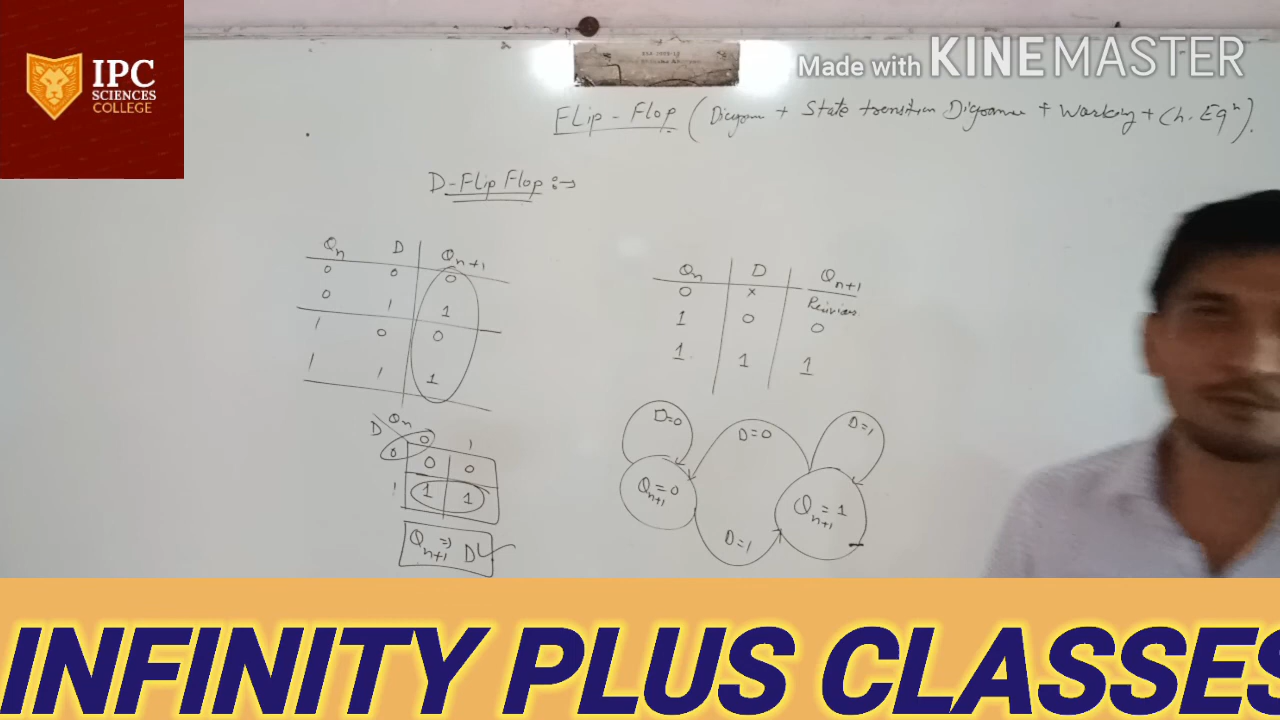 IPC
SCIENCES
COLLEGE
Made with KINEMASTER
FLip-Flop (Diagram + State transition Diagrame + Working + Ch. Eqⁿ).
D-FLip Flop :→
Qn D Qn+1
0 0 0
0 1 1
1 0 0
1 1 1
Qn D Qn+1
0 x
1 0 0
1 1 1
Qn
D 0 1
0 0 0
1 1 1
Qn+1 ⇒ D
D=0 D=0 D=1
Qn+1=0 Qn+1=1
D=1
INFINITY PLUS CLASSES